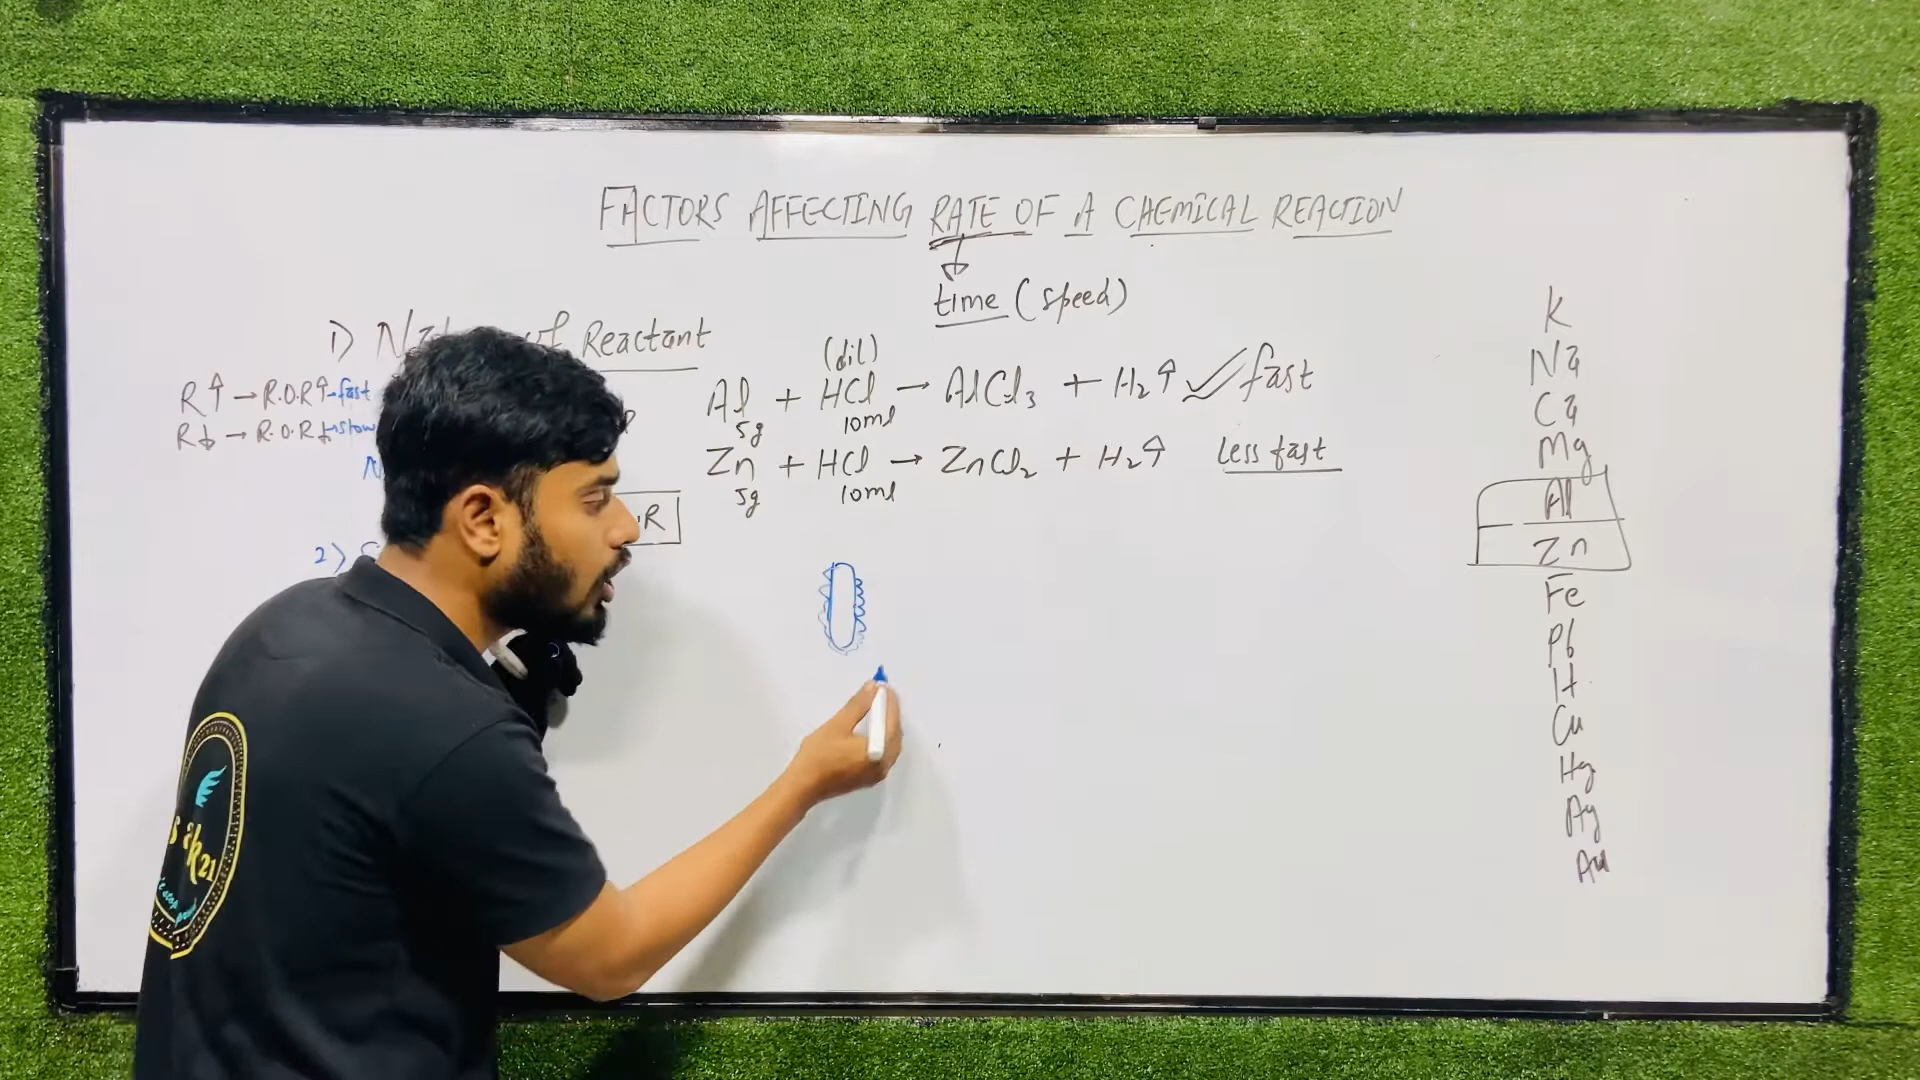 FACTORS AFFECTING RATE OF A CHEMICAL REACTION
time (speed)
1) of Reactant
R↑ → R.O.R↑→fast
R↓ → R.O.R↓→slow
(dil)
Al + HCl → AlCl3 + H2↑ fast
5g 10ml
Zn + HCl → ZnCl2 + H2↑ Less fast
5g 10ml
R
2)
K
Na
Ca
Mg
Al
Zn
Fe
Pb
H
Cu
Hg
Ag
Au
21